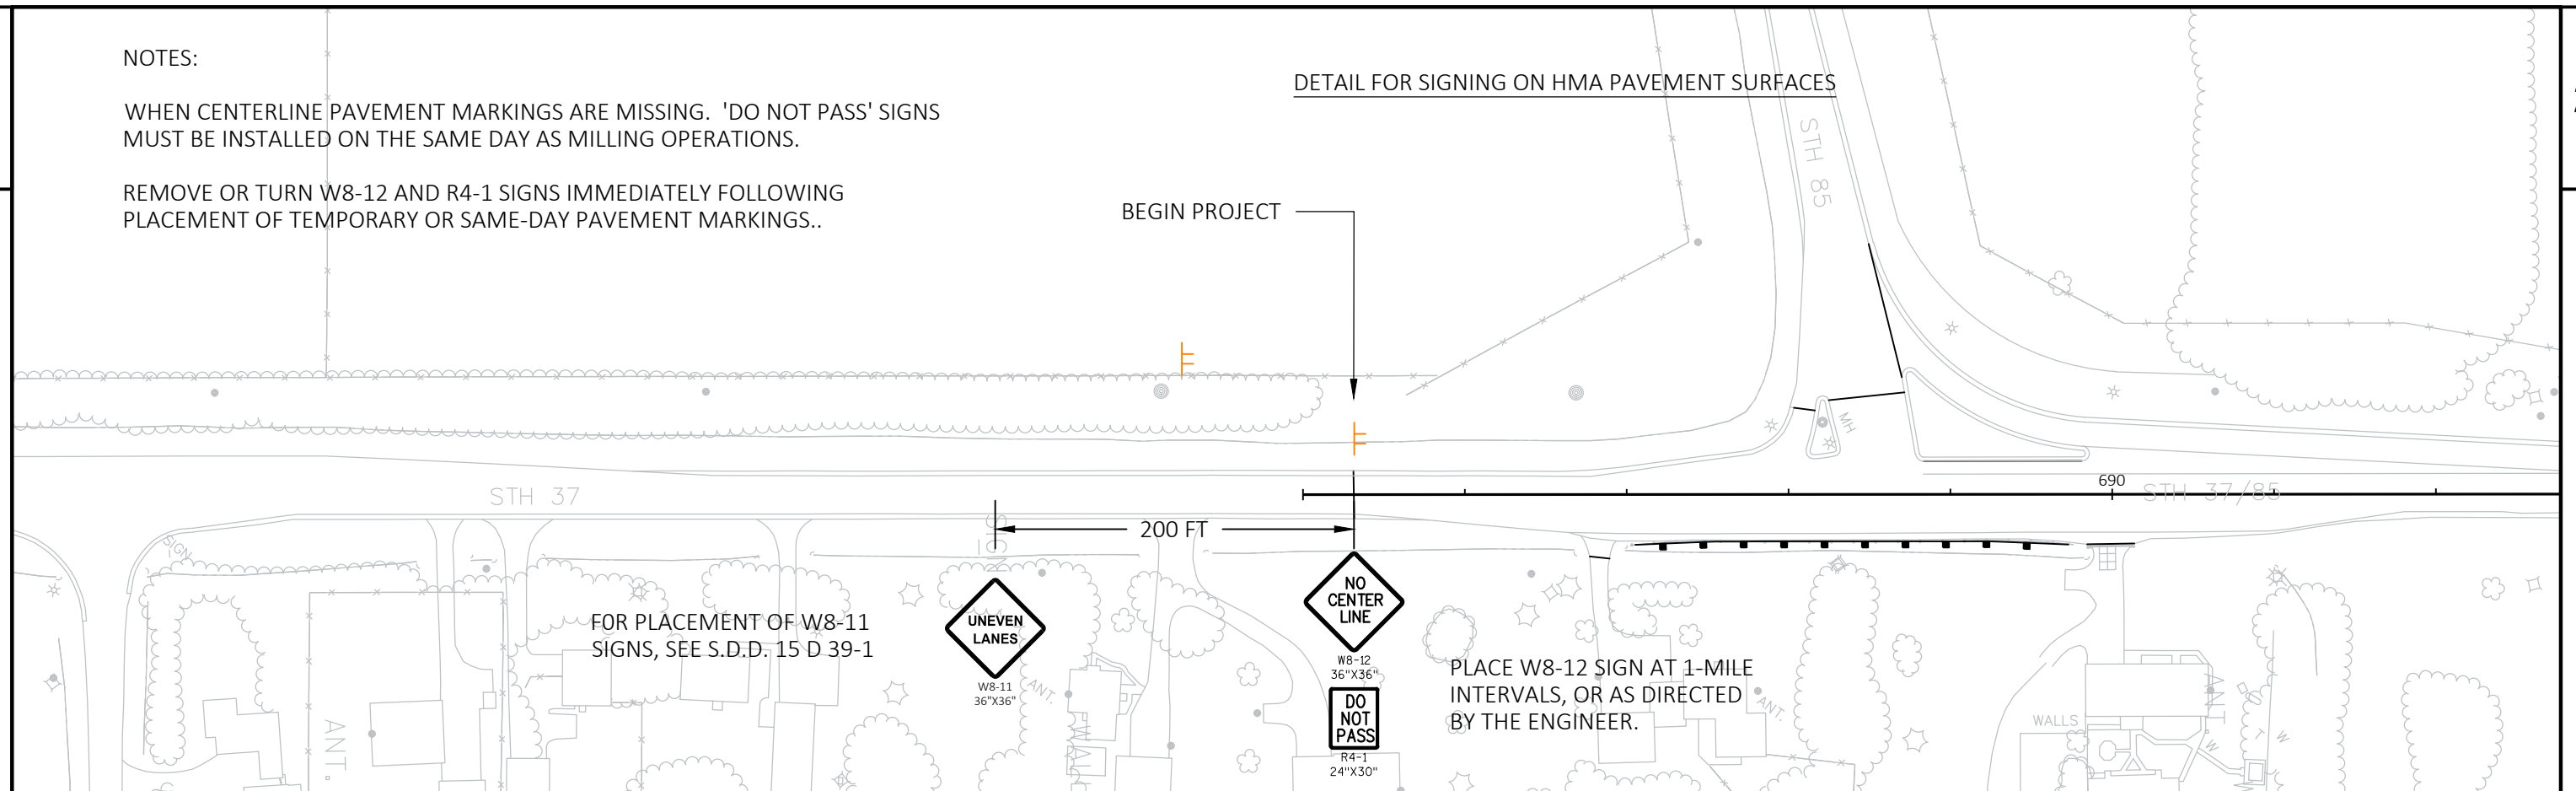 NOTES:
WHEN CENTERLINE PAVEMENT MARKINGS ARE MISSING.  'DO NOT PASS' SIGNS
MUST BE INSTALLED ON THE SAME DAY AS MILLING OPERATIONS.
REMOVE OR TURN W8-12 AND R4-1 SIGNS IMMEDIATELY FOLLOWING
PLACEMENT OF TEMPORARY OR SAME-DAY PAVEMENT MARKINGS..
DETAIL FOR SIGNING ON HMA PAVEMENT SURFACES
BEGIN PROJECT
STH 85
MH
STH 37
690
STH 37/85
200 FT
SIGN
FOR PLACEMENT OF W8-11
SIGNS, SEE S.D.D. 15 D 39-1
UNEVEN
LANES
W8-11
36"X36"
NO
CENTER
LINE
W8-12
36"X36"
DO
NOT
PASS
R4-1
24"X30"
PLACE W8-12 SIGN AT 1-MILE
INTERVALS, OR AS DIRECTED
BY THE ENGINEER.
ANT.
ANT.
ANT.
ANT.
WALLS